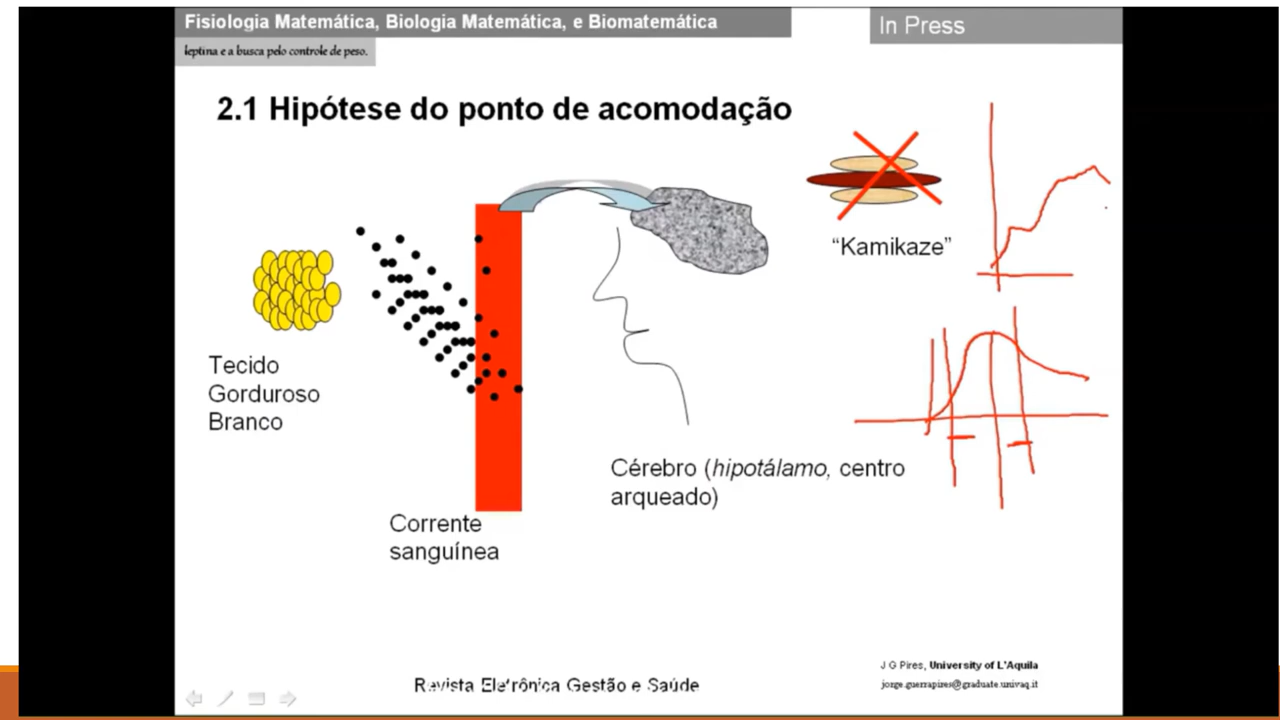 Fisiologia Matemática, Biologia Matemática, e Biomatemática
In Press
leptina e a busca pelo controle de peso.
2.1 Hipótese do ponto de acomodação
“Kamikaze”
Tecido
Gorduroso
Branco
Cérebro (hipotálamo, centro
arqueado)
Corrente
sanguínea
J G Pires, University of L'Aquila
Revista Eletrônica Gestão e Saúde
jorge.guerrapires@graduate.univaq.it